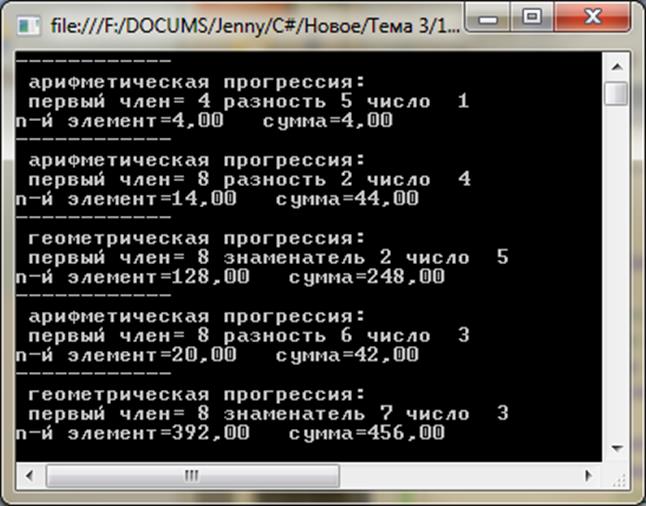 file:///F:/DOCUMS/Jenny/C#/Новое/Тема 3/1...
------------
арифметическая прогрессия:
первый член= 4 разность 5 число  1
n-й элемент=4,00   сумма=4,00
------------
арифметическая прогрессия:
первый член= 8 разность 2 число  4
n-й элемент=14,00   сумма=44,00
------------
геометрическая прогрессия:
первый член= 8 знаменатель 2 число  5
n-й элемент=128,00   сумма=248,00
------------
арифметическая прогрессия:
первый член= 8 разность 6 число  3
n-й элемент=20,00   сумма=42,00
------------
геометрическая прогрессия:
первый член= 8 знаменатель 7 число  3
n-й элемент=392,00   сумма=456,00